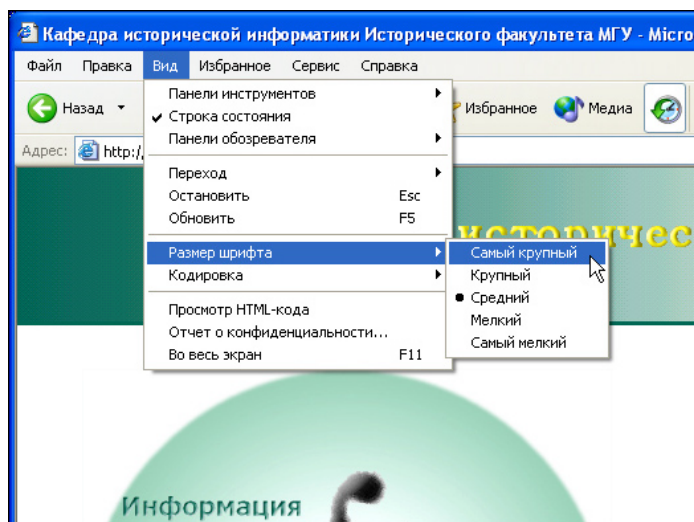 Кафедра исторической информатики Исторического факультета МГУ - Micro
Файл Правка Вид Избранное Сервис Справка
Назад Избранное Медиа
Адрес: http:/
Панели инструментов
Строка состояния
Панели обозревателя
Переход
Остановить Esc
Обновить F5
Размер шрифта
Кодировка
Просмотр HTML-кода
Отчет о конфиденциальности...
Во весь экран F11
Самый крупный
Крупный
Средний
Мелкий
Самый мелкий
историчес
Информация